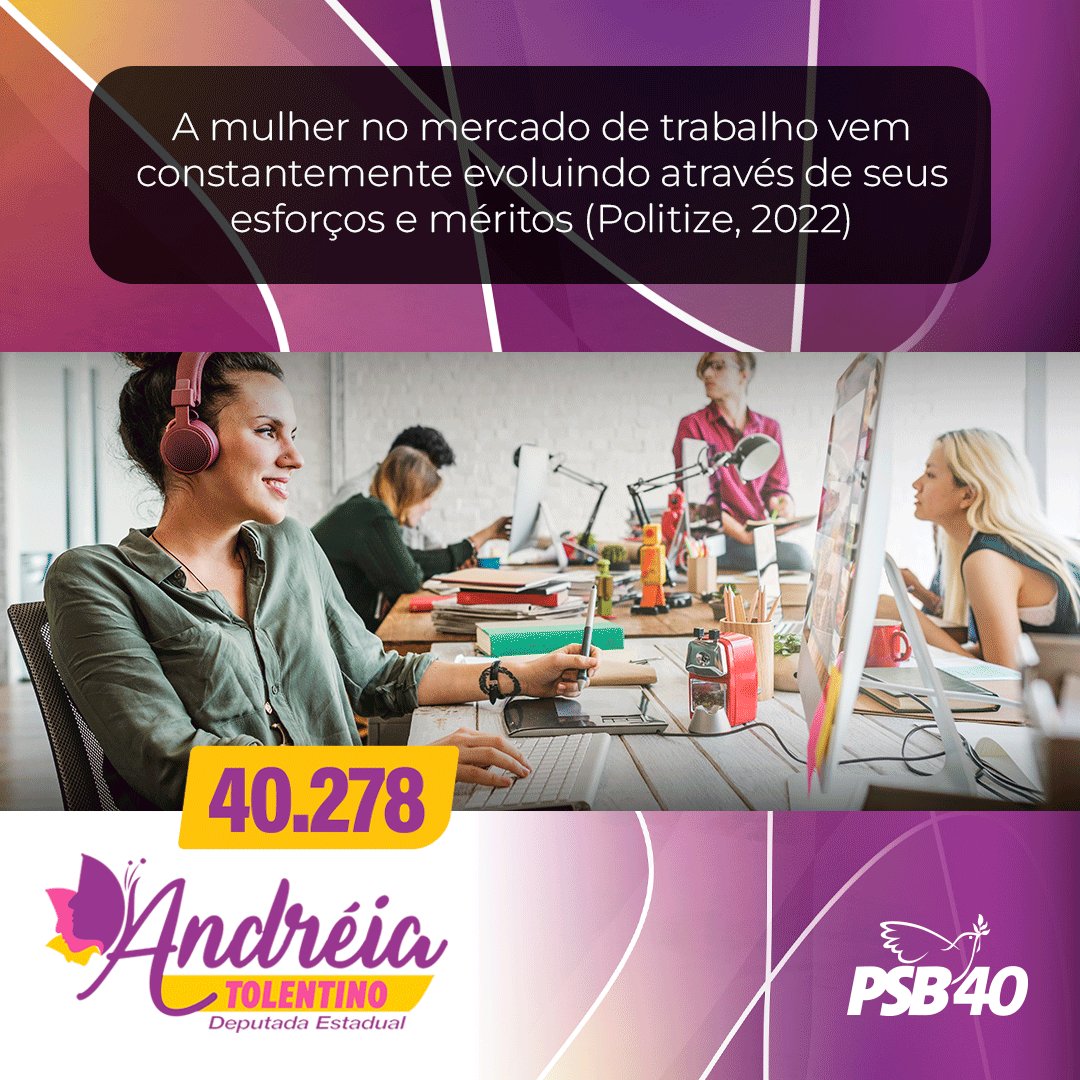 A mulher no mercado de trabalho vem
constantemente evoluindo através de seus
esforços e méritos (Politize, 2022)
40.278
Andréia
TOLENTINO
Deputada Estadual
PSB 40